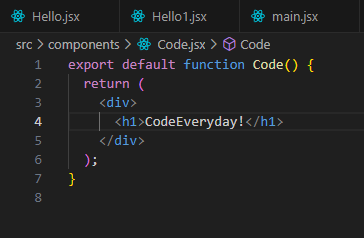 Hello.jsx Hello1.jsx main.jsx
src > components > Code.jsx > Code
1 export default function Code() {
2 return (
3 <div>
4 <h1>CodeEveryday!</h1>
5 </div>
6 );
7 }
8